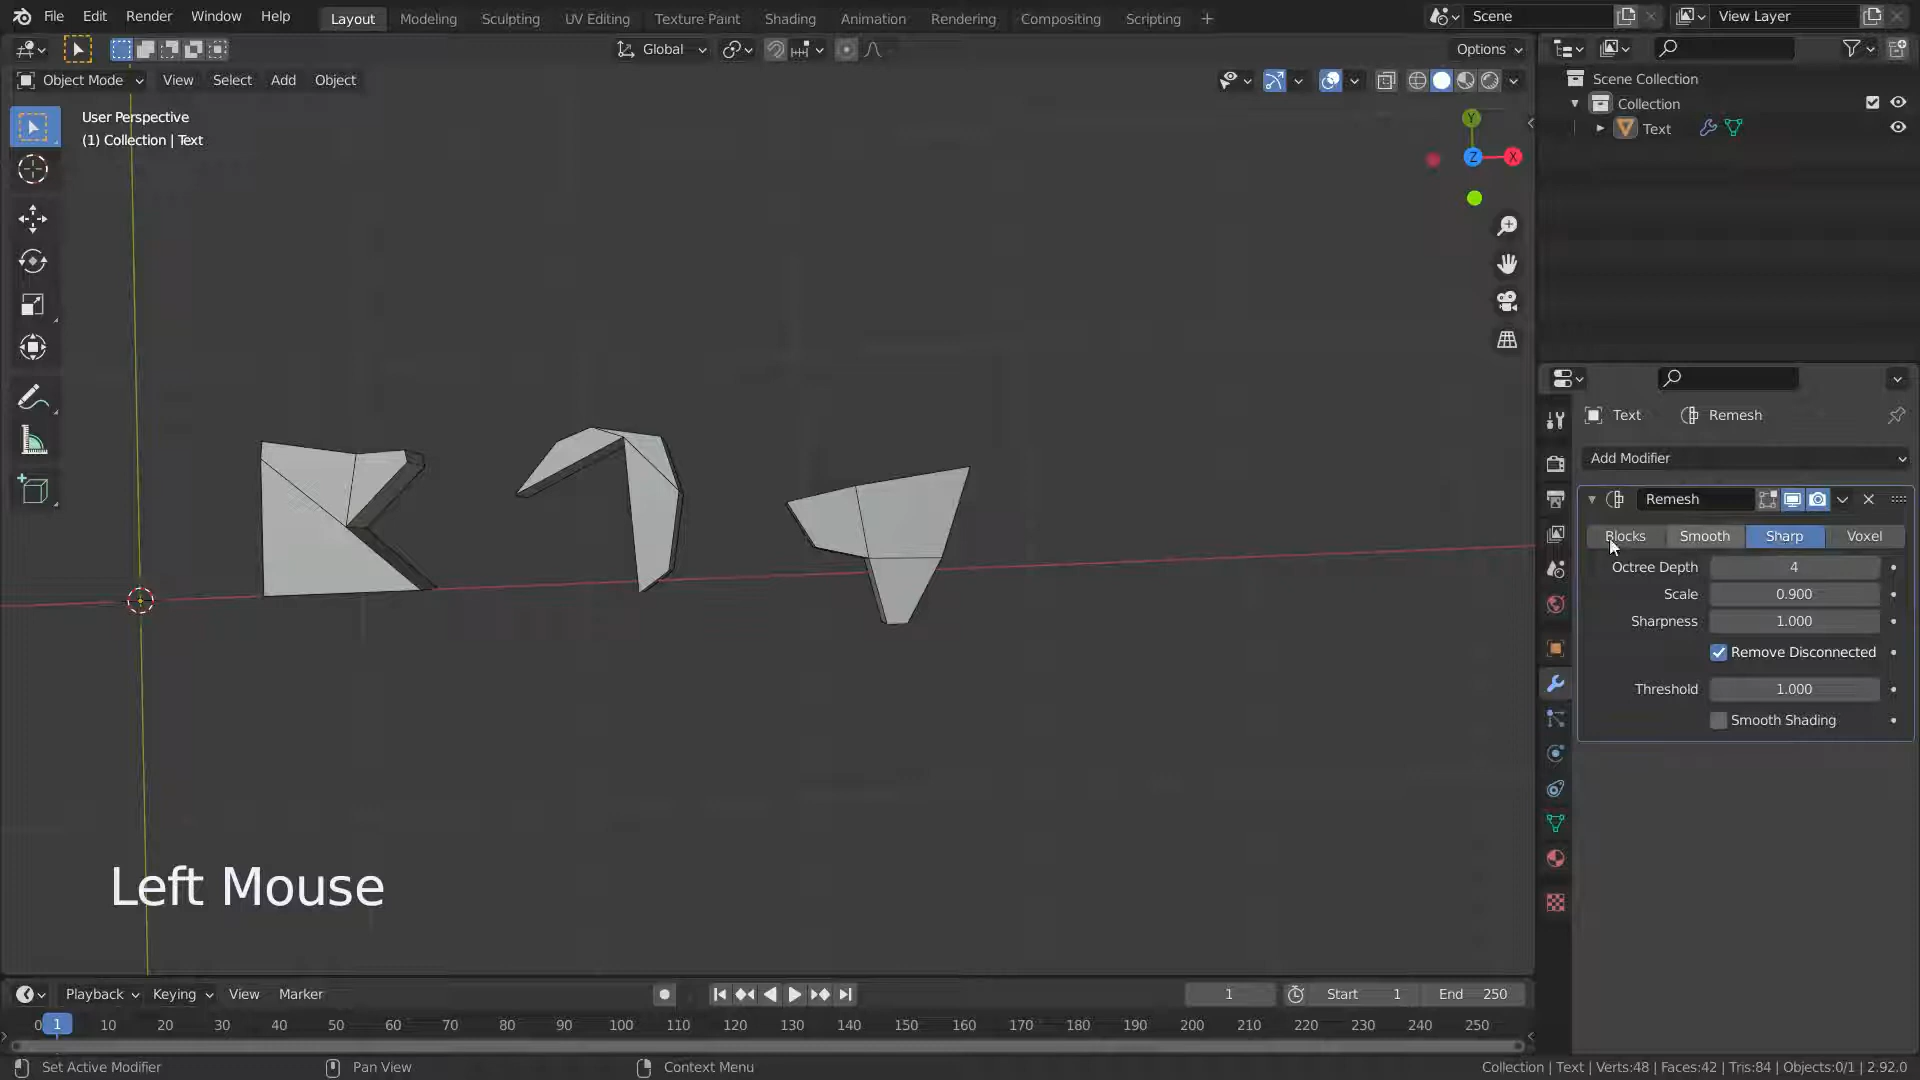 File Edit Render Window Help Layout Modeling Sculpting UV Editing Texture Paint Shading Animation Rendering Compositing Scripting + Scene View Layer
Global Options
Object Mode View Select Add Object
User Perspective
(1) Collection | Text
Y
Z X
Scene Collection
Collection
Text
Text Remesh
Add Modifier
Remesh
Blocks Smooth Sharp Voxel
Octree Depth 4
Scale 0.900
Sharpness 1.000
Remove Disconnected
Threshold 1.000
Smooth Shading
Left Mouse
Playback Keying View Marker 1 Start 1 End 250
0 1 10 20 30 40 50 60 70 80 90 100 110 120 130 140 150 160 170 180 190 200 210 220 230 240 250
Set Active Modifier Pan View Context Menu Collection | Text | Verts:48 | Faces:42 | Tris:84 | Objects:0/1 | 2.92.0